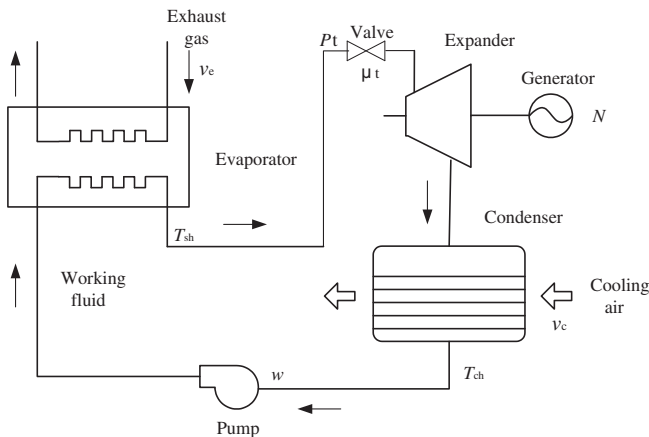 Exhaust
gas
ve
Pt
Valve
μt
Expander
Generator
N
Evaporator
Tsh
Condenser
Working
fluid
Cooling
air
vc
w
Tch
Pump